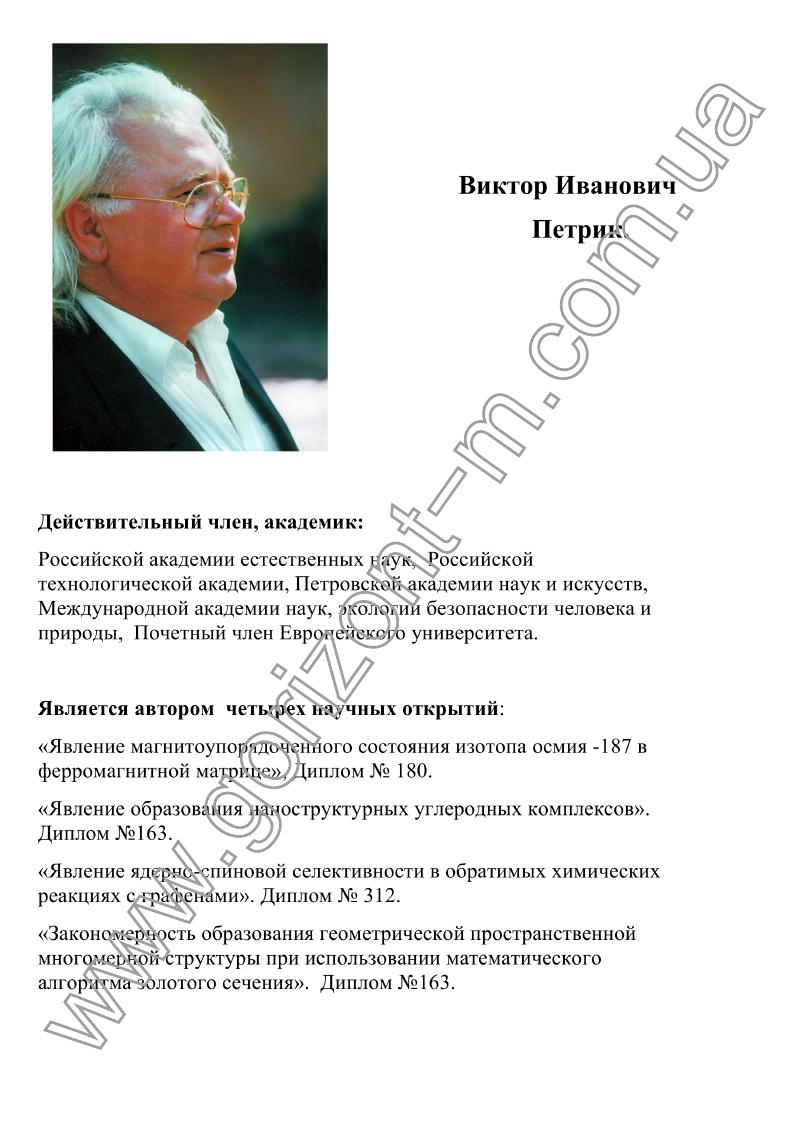 Виктор Иванович
Петрик.
Действительный член, академик:
Российской академии естественных наук,  Российской
технологической академии, Петровской академии наук и искусств,
Международной академии наук, экологии безопасности человека и
природы,  Почетный член Европейского университета.
Является автором  четырех научных открытий:
«Явление магнитоупорядоченного состояния изотопа осмия -187 в
ферромагнитной матрице», Диплом № 180.
«Явление образования наноструктурных углеродных комплексов».
Диплом №163.
«Явление ядерно-спиновой селективности в обратимых химических
реакциях с графенами». Диплом № 312.
«Закономерность образования геометрической пространственной
многомерной структуры при использовании математического
алгоритма золотого сечения».  Диплом №163.
www.gorizont-m.com.ua